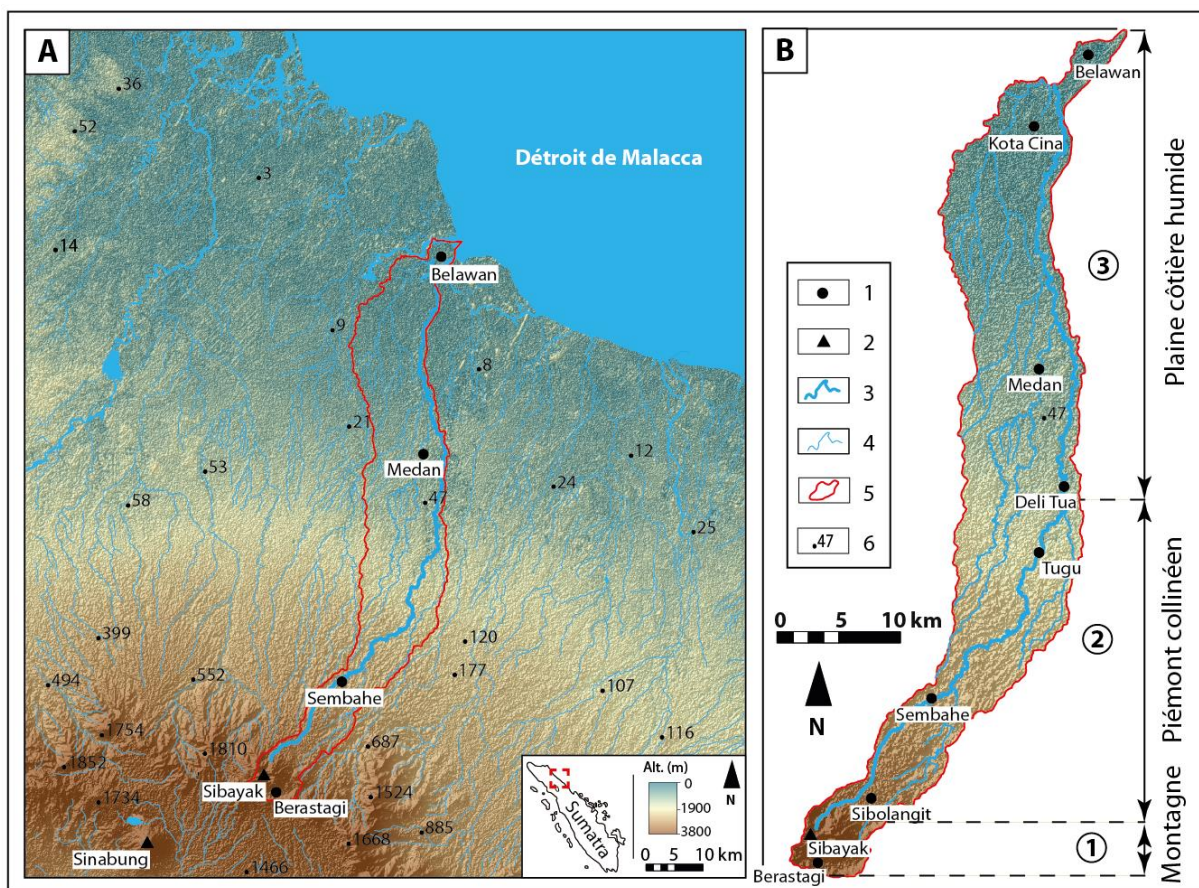 A
36
52
3
Détroit de Malacca
14
Belawan
9
8
21
12
Medan
53
24
47
58
25
399
120
494
552
177
107
Sembahe
1754
116
1810
687
1852
Sibayak
1734
Berastagi
1524
885
Sinabung
1668
1466
Sumatra
Alt. (m)
0
1900
3800
N
0 5 10 km
B
Belawan
Kota Cina
Medan
47
Deli Tua
Tugu
Sembahe
Sibolangit
Sibayak
Berastagi
1
2
3
4
5
.47 6
0 5 10 km
N
3
2
1
Plaine côtière humide
Piémont collinéen
Montagne